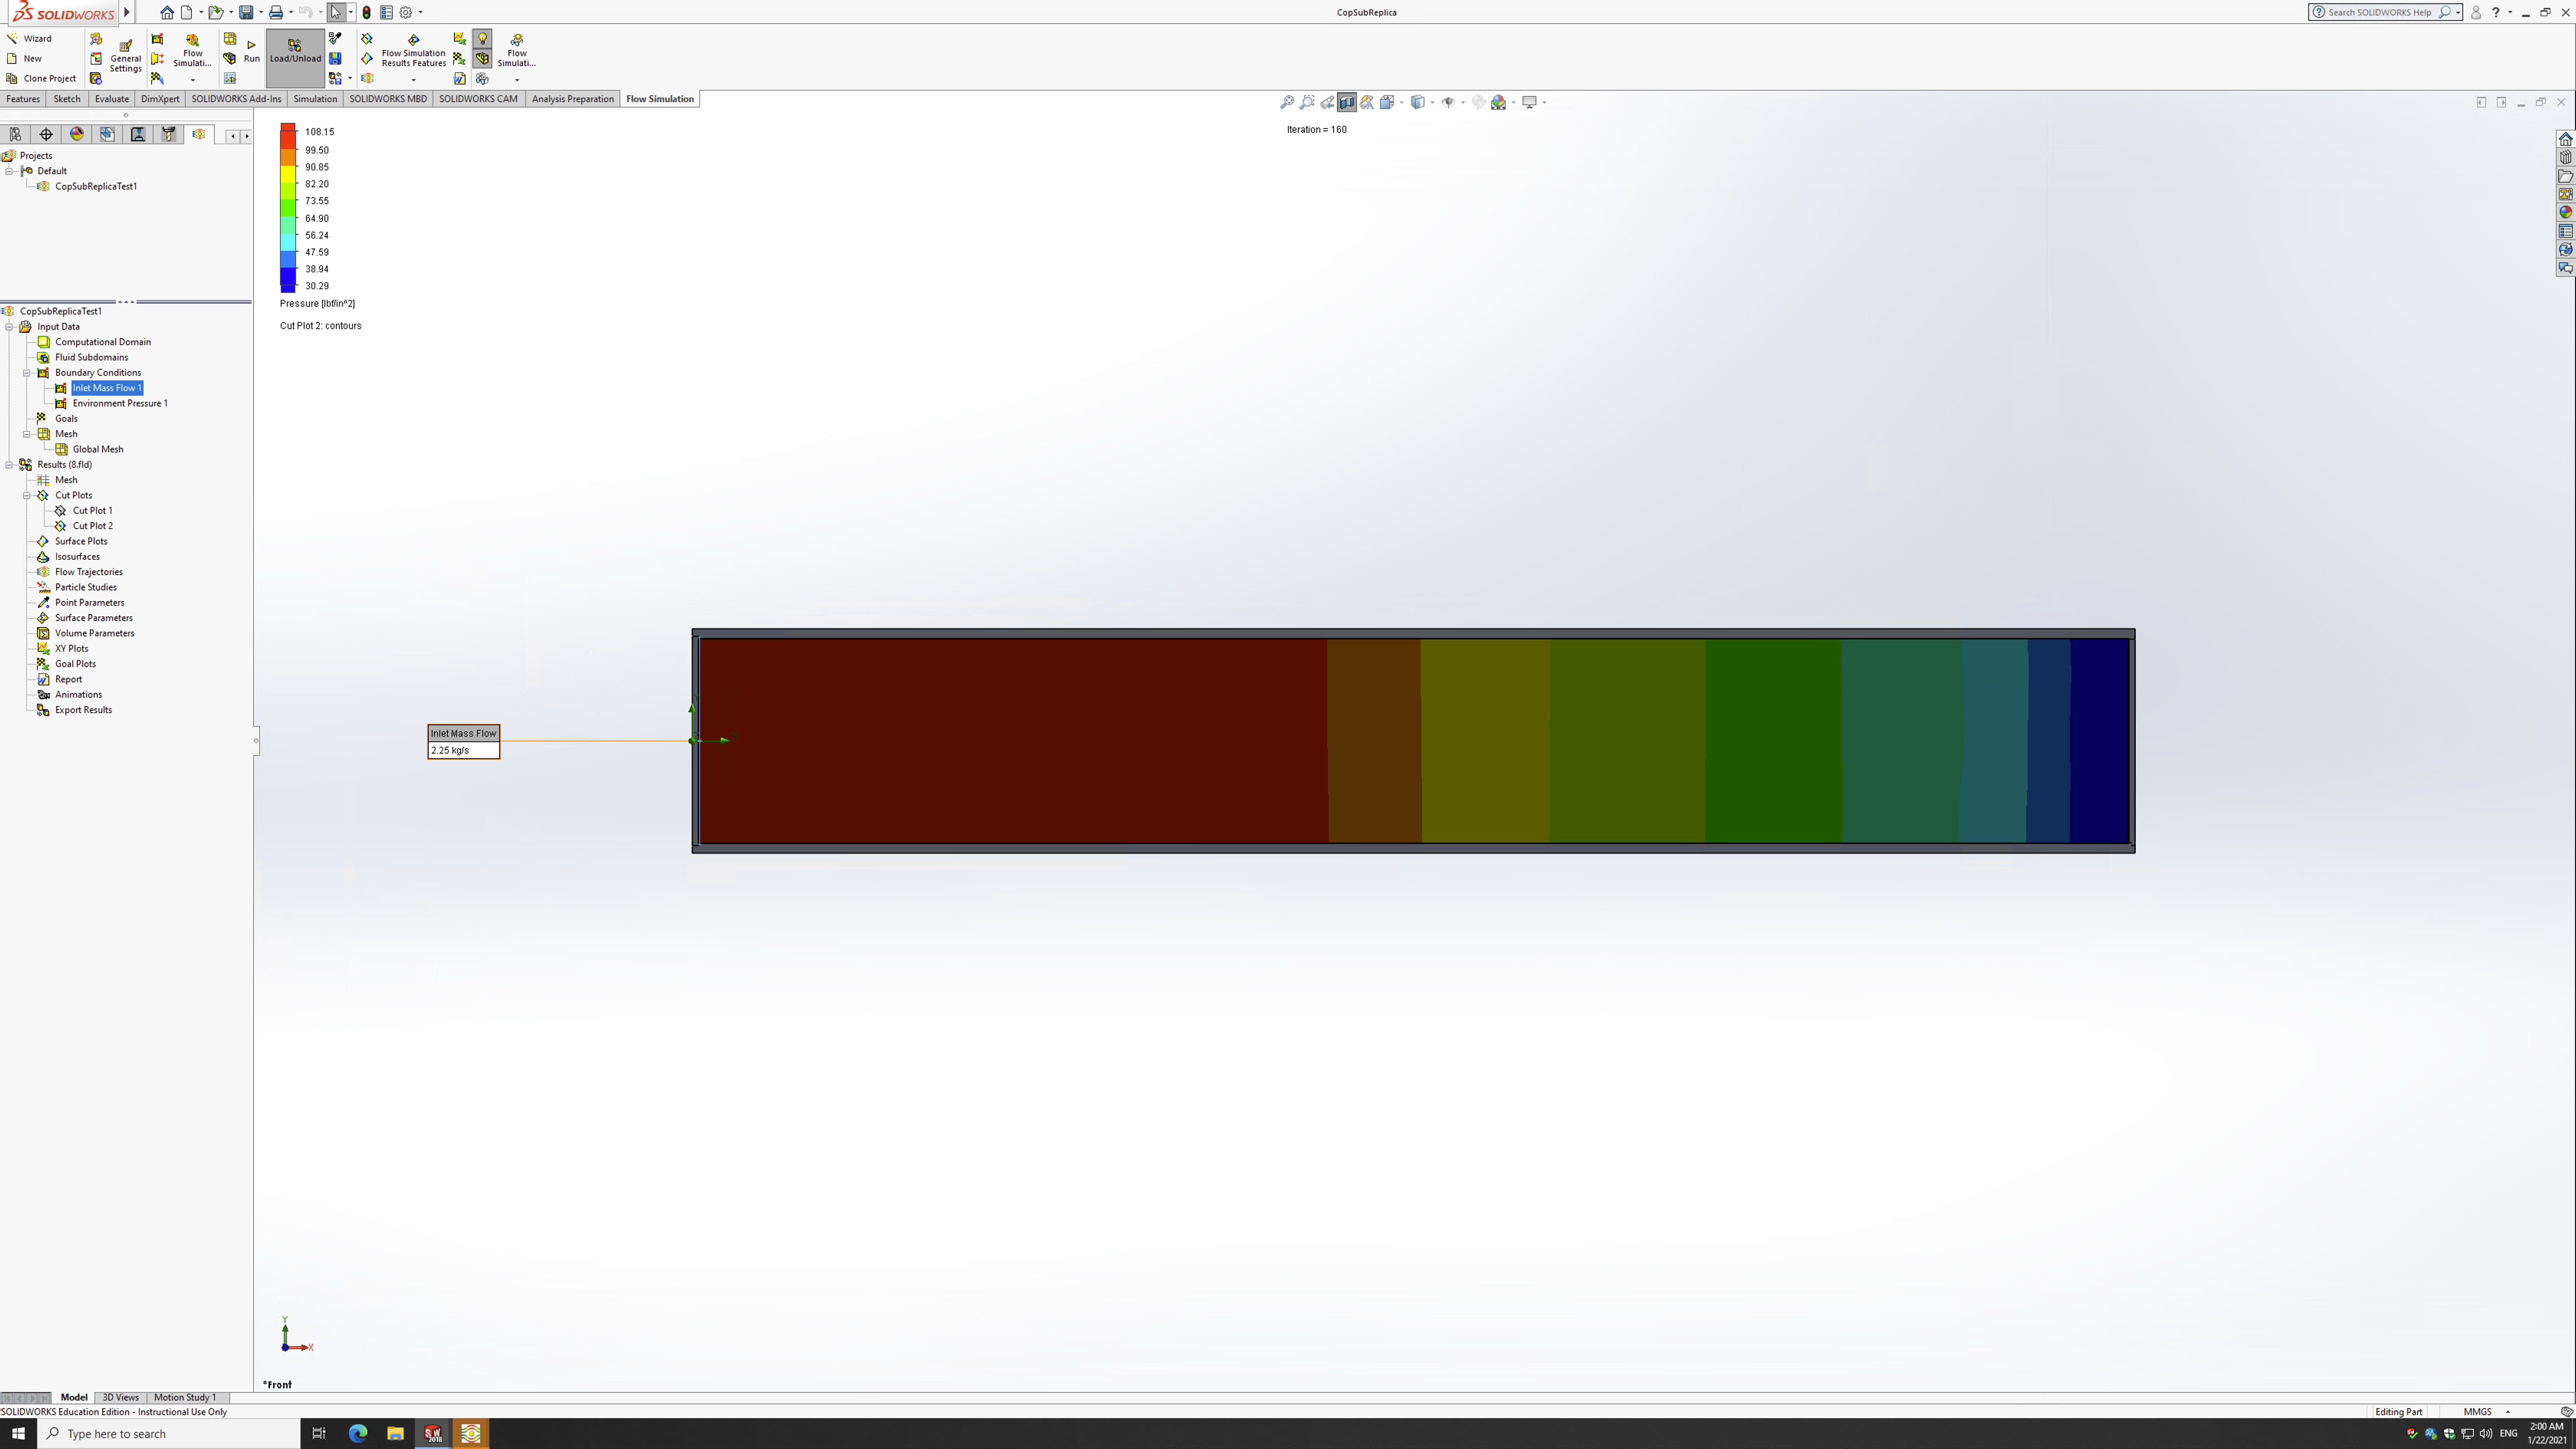 SOLIDWORKS
CopSubReplica
Search SOLIDWORKS Help
Wizard
New
Clone Project
General
Settings
Flow
Simulati...
Run
Load/Unload
Flow Simulation
Results Features
Flow
Simulati...
Features
Sketch
Evaluate
DimXpert
SOLIDWORKS Add-Ins
Simulation
SOLIDWORKS MBD
SOLIDWORKS CAM
Analysis Preparation
Flow Simulation
Projects
Default
CopSubReplicaTest1
CopSubReplicaTest1
Input Data
Computational Domain
Fluid Subdomains
Boundary Conditions
Inlet Mass Flow 1
Environment Pressure 1
Goals
Mesh
Global Mesh
Results (8.fld)
Mesh
Cut Plots
Cut Plot 1
Cut Plot 2
Surface Plots
Isosurfaces
Flow Trajectories
Particle Studies
Point Parameters
Surface Parameters
Volume Parameters
XY Plots
Goal Plots
Report
Animations
Export Results
108.15
99.50
90.85
82.20
73.55
64.90
56.24
47.59
38.94
30.29
Pressure [lbf/in^2]
Cut Plot 2: contours
Iteration = 160
Inlet Mass Flow
2.25 kg/s
Y
X
*Front
Model
3D Views
Motion Study 1
SOLIDWORKS Education Edition - Instructional Use Only
Editing Part
MMGS
Type here to search
SW
2018
ENG
2:00 AM
1/22/2021